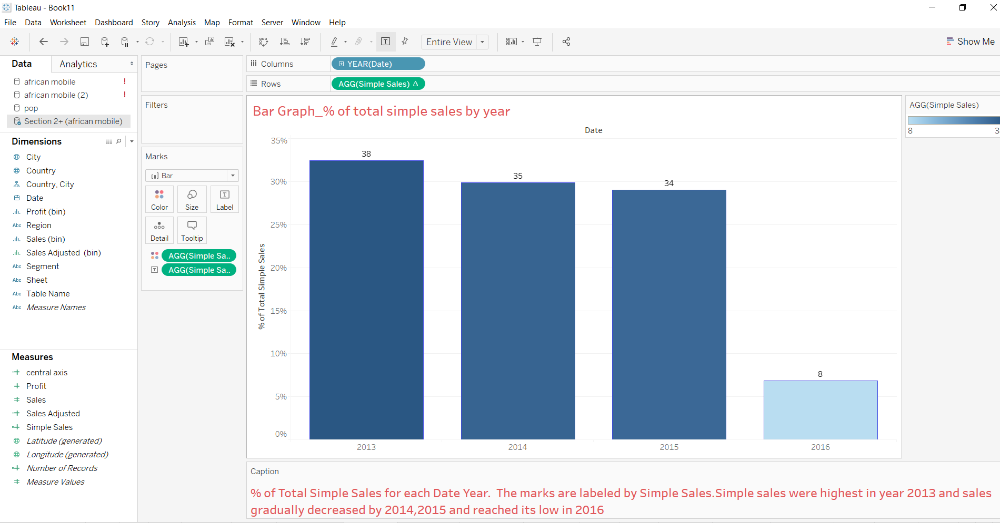 Tableau - Book11
File Data Worksheet Dashboard Story Analysis Map Format Server Window Help
Entire View
Show Me
Data
Analytics
african mobile !
african mobile (2) !
pop
Section 2+ (african mobile)
Dimensions
City
Country
Country, City
Date
Profit (bin)
Abc Region
Sales (bin)
Sales Adjusted (bin)
Abc Segment
Abc Sheet
Abc Table Name
Abc Measure Names
Measures
central axis
Profit
Sales
Sales Adjusted
Simple Sales
Latitude (generated)
Longitude (generated)
Number of Records
Measure Values
Pages
Filters
Marks
Bar
Color Size Label
Detail Tooltip
AGG(Simple Sa..
AGG(Simple Sa..
Columns YEAR(Date)
Rows AGG(Simple Sales) Δ
Bar Graph_% of total simple sales by year
Date
% of Total Simple Sales
35%
30%
25%
20%
15%
10%
5%
0%
38
35
34
8
2013 2014 2015 2016
AGG(Simple Sales)
8 3
Caption
% of Total Simple Sales for each Date Year.  The marks are labeled by Simple Sales.Simple sales were highest in year 2013 and sales
gradually decreased by 2014,2015 and reached its low in 2016